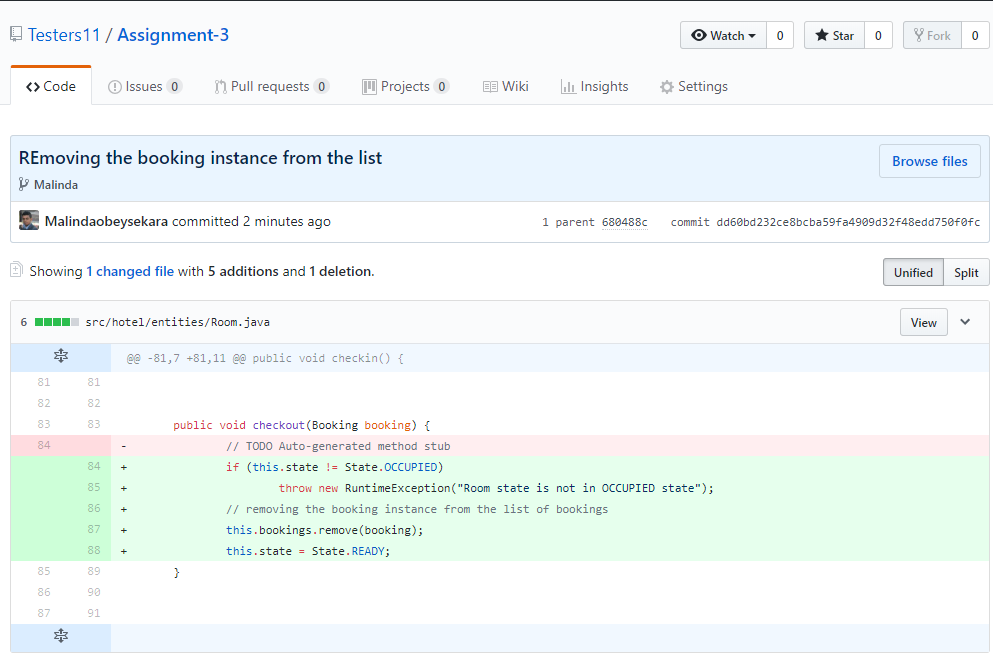 Testers11 / Assignment-3
Watch 0 Star 0 Fork 0
Code Issues 0 Pull requests 0 Projects 0 Wiki Insights Settings
REmoving the booking instance from the list
Browse files
Malinda
Malindaobeysekara committed 2 minutes ago 1 parent 680488c commit dd60bd232ce8bcba59fa4909d32f48edd750f0fc
Showing 1 changed file with 5 additions and 1 deletion. Unified Split
6 src/hotel/entities/Room.java View
@@ -81,7 +81,11 @@ public void checkin() {
81 81
82 82
83 83 public void checkout(Booking booking) {
84 - // TODO Auto-generated method stub
84 + if (this.state != State.OCCUPIED)
85 + throw new RuntimeException("Room state is not in OCCUPIED state");
86 + // removing the booking instance from the list of bookings
87 + this.bookings.remove(booking);
88 + this.state = State.READY;
85 89 }
86 90
87 91